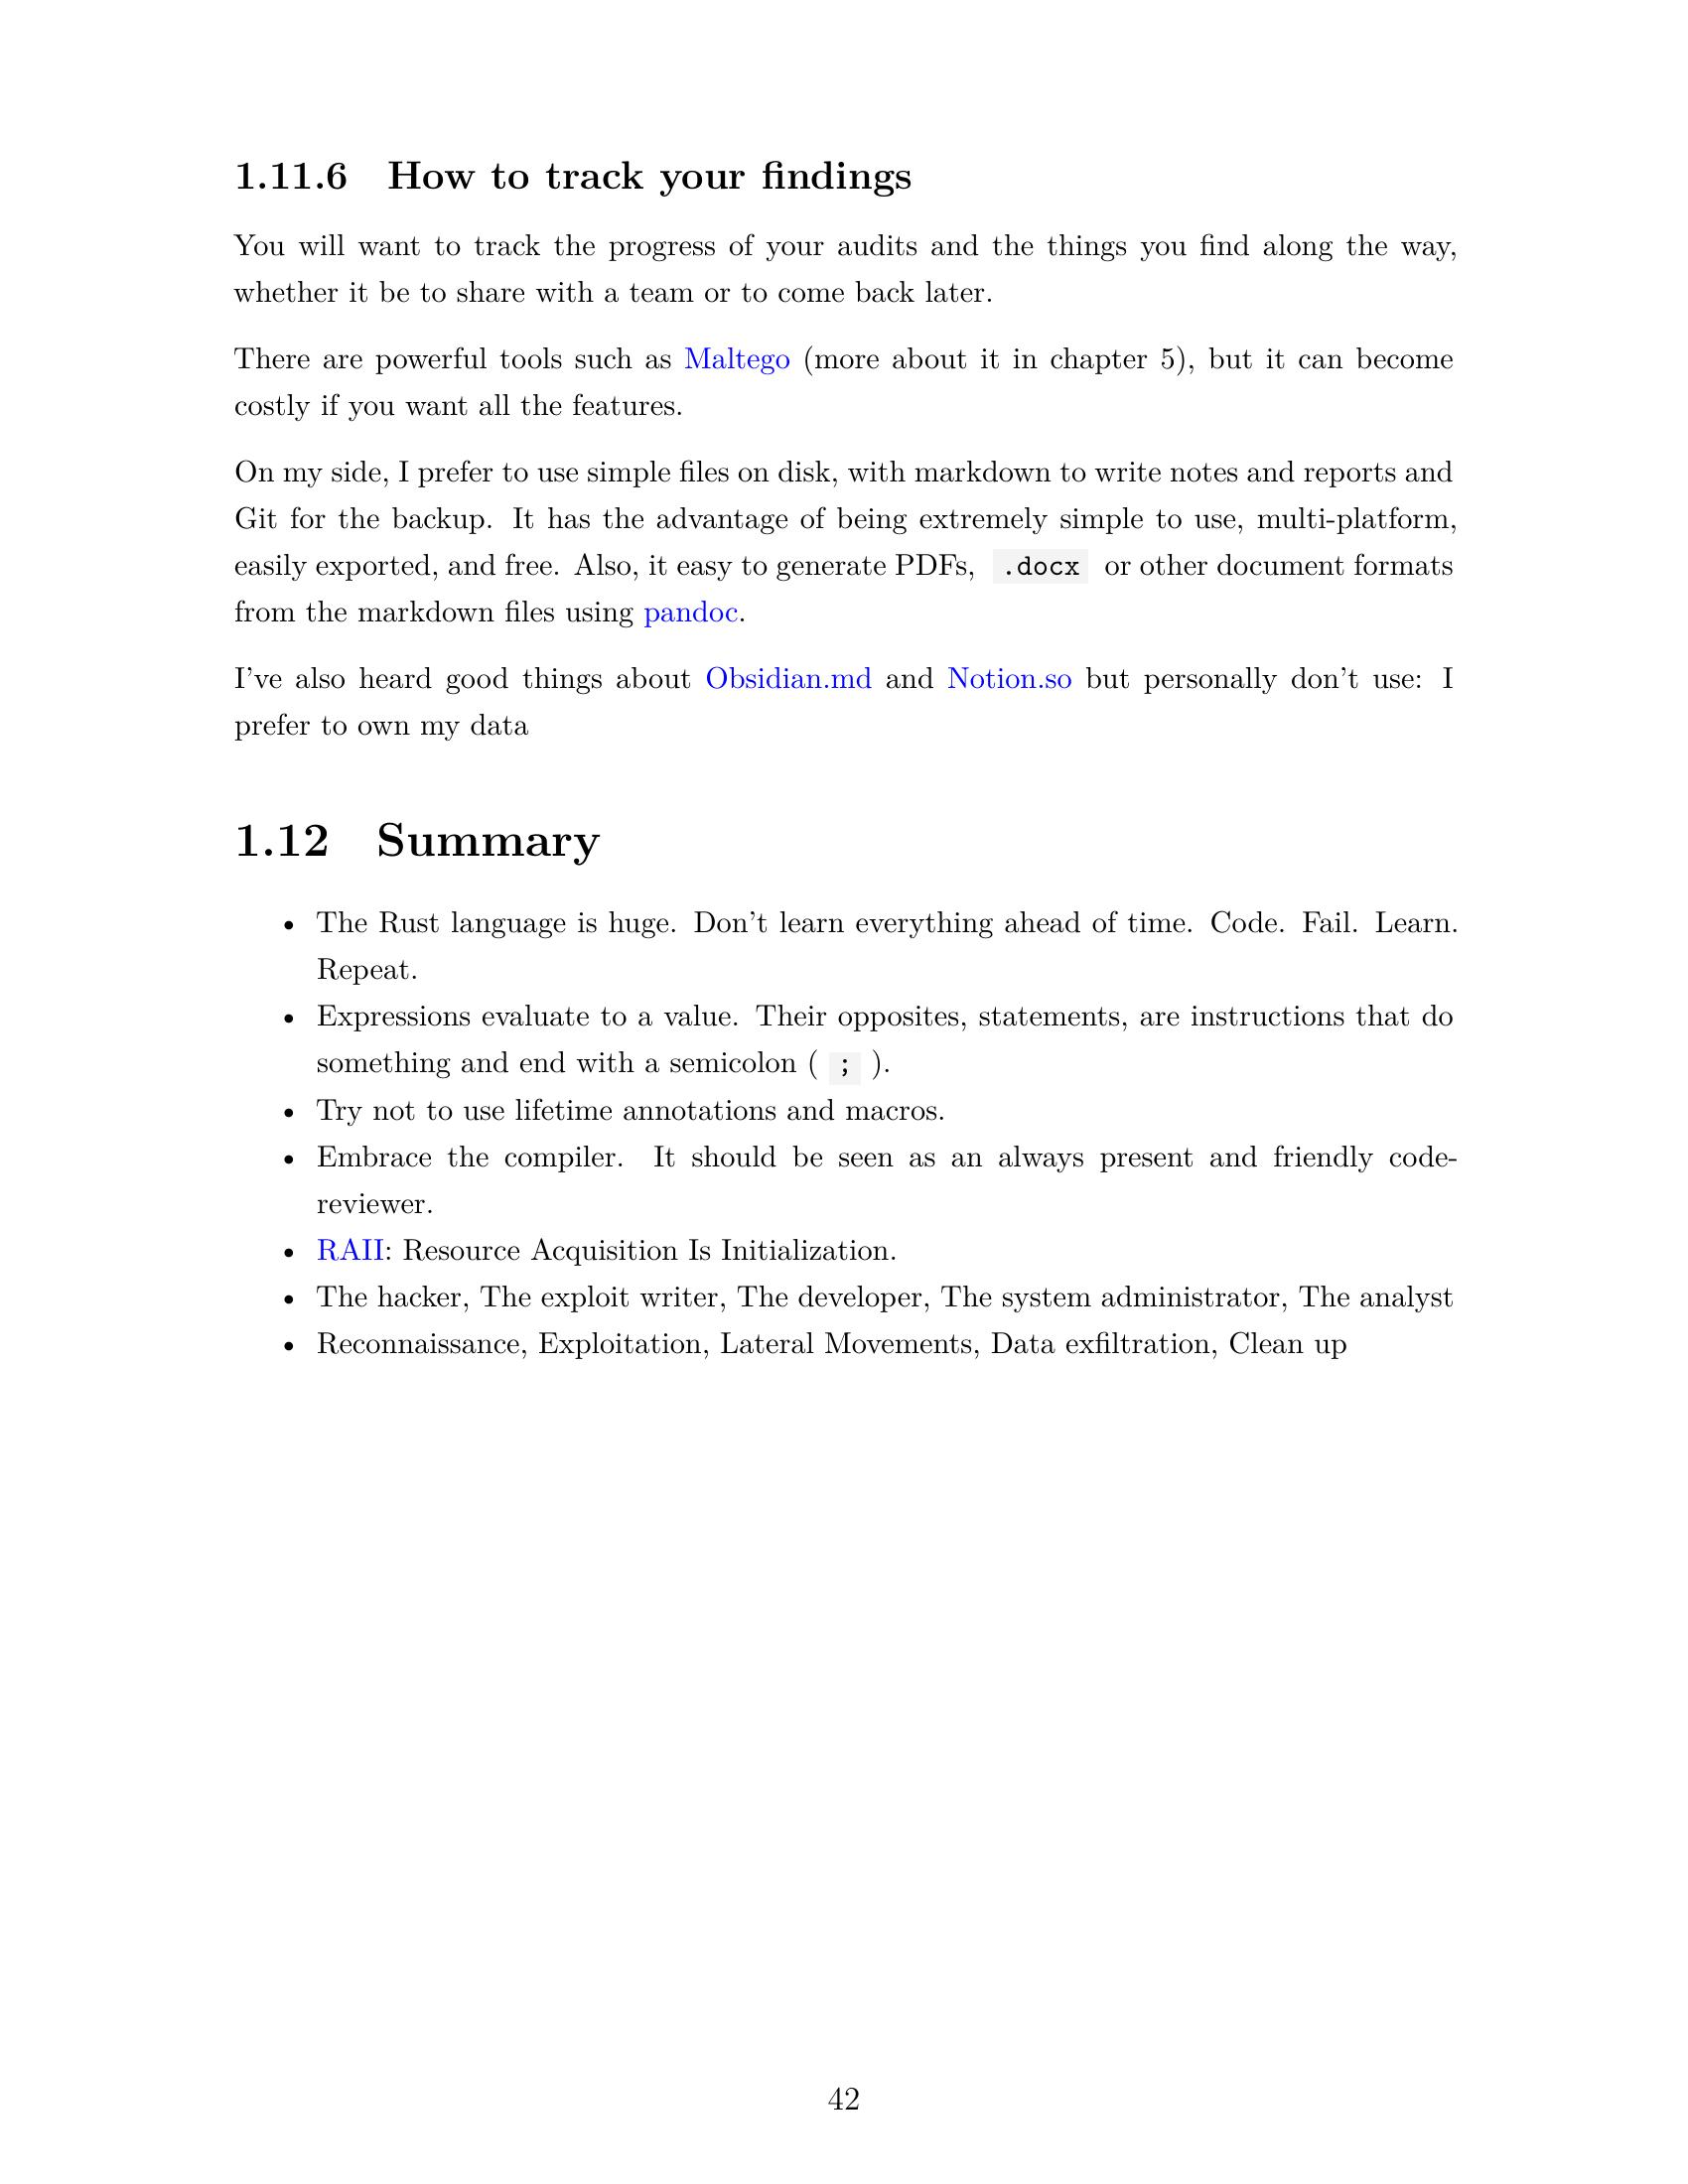 1.11.6 How to track your findings
You will want to track the progress of your audits and the things you find along the way,
whether it be to share with a team or to come back later.
There are powerful tools such as Maltego (more about it in chapter 5), but it can become
costly if you want all the features.
On my side, I prefer to use simple files on disk, with markdown to write notes and reports and
Git for the backup. It has the advantage of being extremely simple to use, multi-platform,
easily exported, and free. Also, it easy to generate PDFs, .docx or other document formats
from the markdown files using pandoc.
I've also heard good things about Obsidian.md and Notion.so but personally don't use: I
prefer to own my data
1.12 Summary
• The Rust language is huge. Don't learn everything ahead of time. Code. Fail. Learn.
Repeat.
• Expressions evaluate to a value. Their opposites, statements, are instructions that do
something and end with a semicolon ( ; ).
• Try not to use lifetime annotations and macros.
• Embrace the compiler. It should be seen as an always present and friendly code-
reviewer.
• RAII: Resource Acquisition Is Initialization.
• The hacker, The exploit writer, The developer, The system administrator, The analyst
• Reconnaissance, Exploitation, Lateral Movements, Data exfiltration, Clean up
42